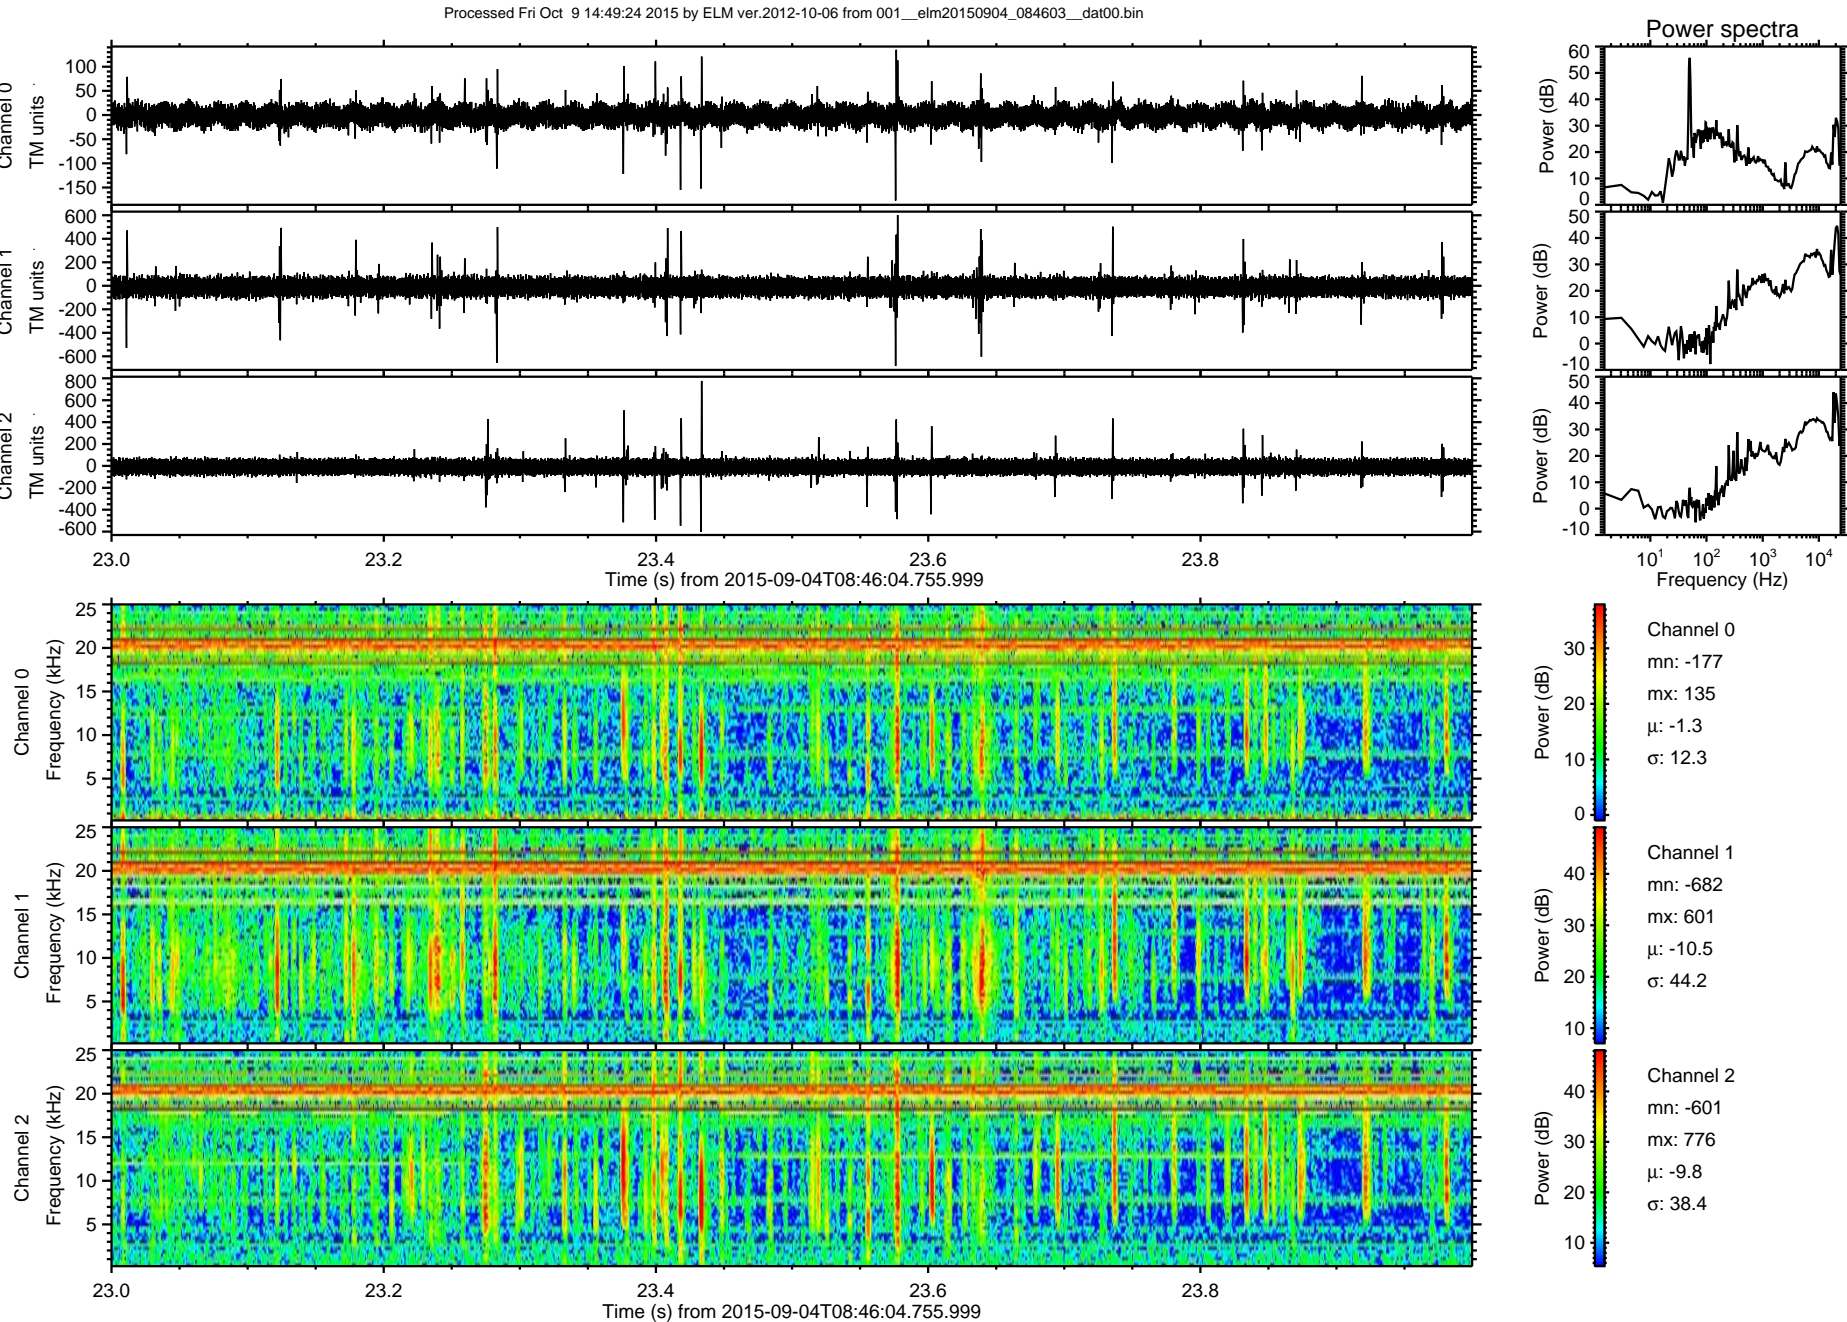 Processed Fri Oct  9 14:49:24 2015 by ELM ver.2012-10-06 from 001__elm20150904_084603__dat00.bin
Power spectra
Channel 0
TM units
100
50
0
-50
-100
-150
Power (dB)
60
50
40
30
20
10
0
Channel 1
TM units
600
400
200
0
-200
-400
-600
Power (dB)
50
40
30
20
10
0
-10
Channel 2
TM units
800
600
400
200
0
-200
-400
-600
Power (dB)
50
40
30
20
10
0
-10
23.0 23.2 23.4 23.6 23.8
Time (s) from 2015-09-04T08:46:04.755.999
10^1 10^2 10^3 10^4
Frequency (Hz)
Channel 0
Frequency (kHz)
25
20
15
10
5
Power (dB)
30
20
10
0
Channel 0
mn: -177
mx: 135
μ: -1.3
σ: 12.3
Channel 1
Frequency (kHz)
25
20
15
10
5
Power (dB)
40
30
20
10
Channel 1
mn: -682
mx: 601
μ: -10.5
σ: 44.2
Channel 2
Frequency (kHz)
25
20
15
10
5
Power (dB)
40
30
20
10
Channel 2
mn: -601
mx: 776
μ: -9.8
σ: 38.4
23.0 23.2 23.4 23.6 23.8
Time (s) from 2015-09-04T08:46:04.755.999